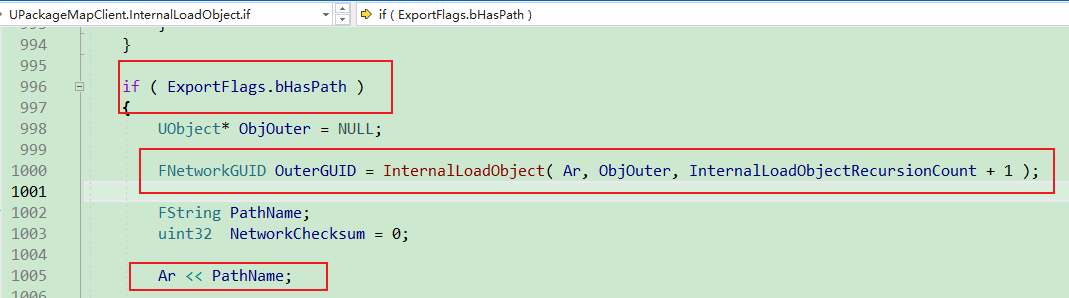 UPackageMapClient.InternalLoadObject.if if ( ExportFlags.bHasPath )
994 }
995
996 if ( ExportFlags.bHasPath )
997 {
998 UObject* ObjOuter = NULL;
999
1000 FNetworkGUID OuterGUID = InternalLoadObject( Ar, ObjOuter, InternalLoadObjectRecursionCount + 1 );
1001
1002 FString PathName;
1003 uint32 NetworkChecksum = 0;
1004
1005 Ar << PathName;